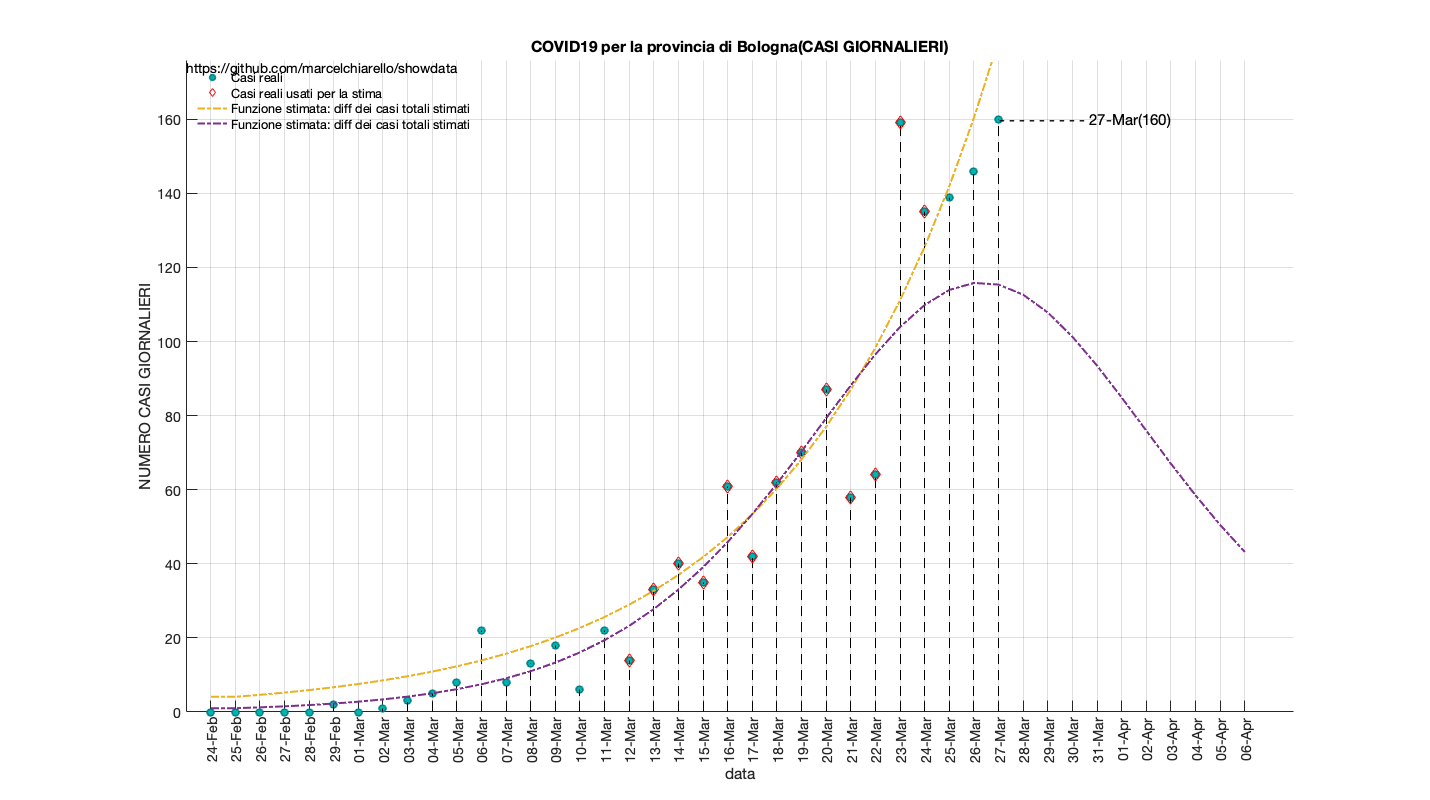 COVID19 per la provincia di Bologna(CASI GIORNALIERI)
https://github.com/marcelchiarello/showdata
Casi reali
Casi reali usati per la stima
Funzione stimata: diff dei casi totali stimati
Funzione stimata: diff dei casi totali stimati
27-Mar(160)
NUMERO CASI GIORNALIERI
160
140
120
100
80
60
40
20
0
24-Feb
25-Feb
26-Feb
27-Feb
28-Feb
29-Feb
01-Mar
02-Mar
03-Mar
04-Mar
05-Mar
06-Mar
07-Mar
08-Mar
09-Mar
10-Mar
11-Mar
12-Mar
13-Mar
14-Mar
15-Mar
16-Mar
17-Mar
18-Mar
19-Mar
20-Mar
21-Mar
22-Mar
23-Mar
24-Mar
25-Mar
26-Mar
27-Mar
28-Mar
29-Mar
30-Mar
31-Mar
01-Apr
02-Apr
03-Apr
04-Apr
05-Apr
06-Apr
data